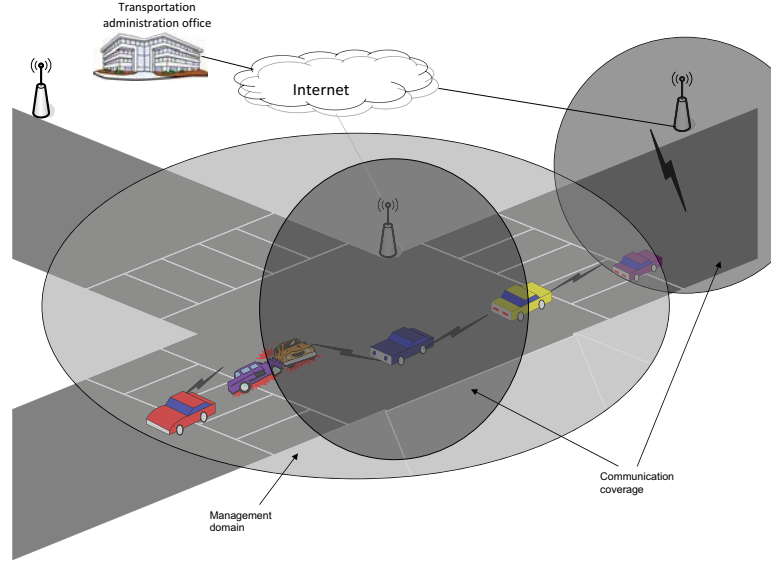 Transportation
administration office
Internet
Communication
coverage
Management
domain